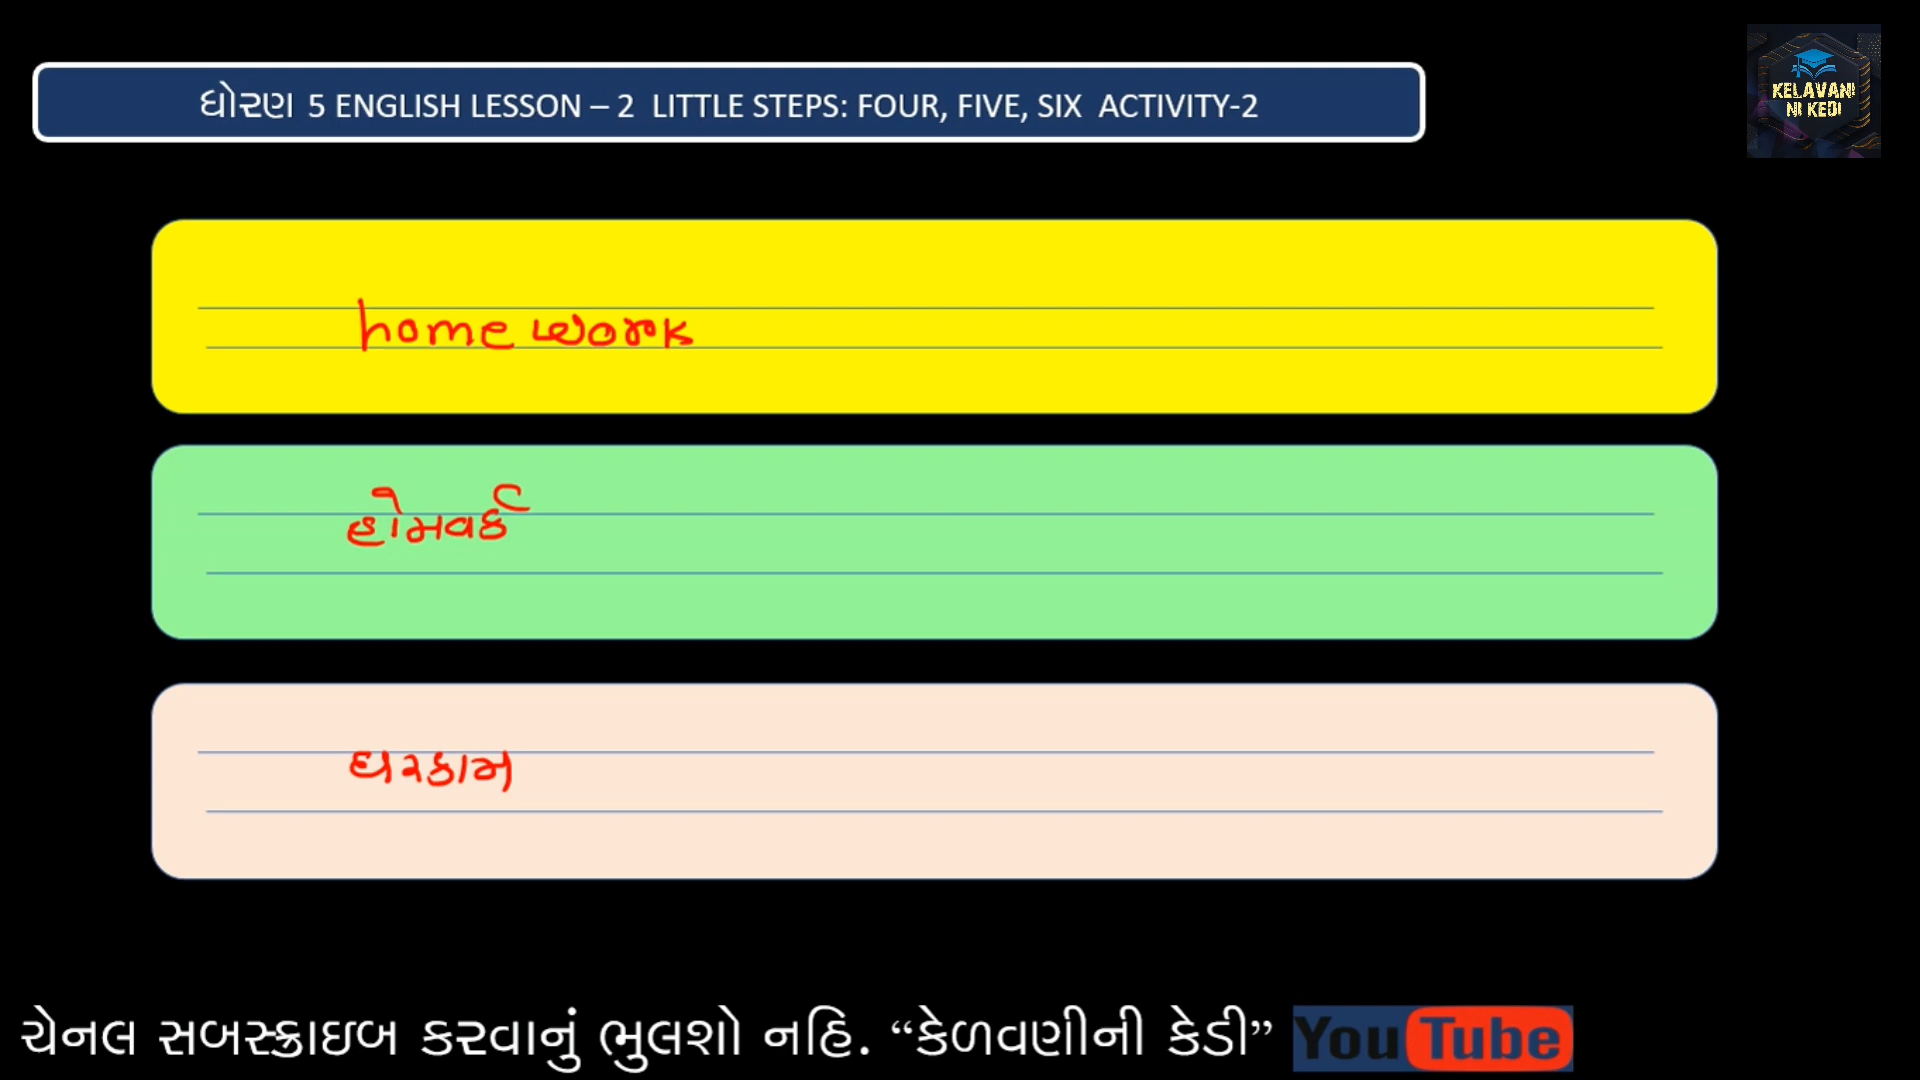 ધોરણ 5 ENGLISH LESSON – 2 LITTLE STEPS: FOUR, FIVE, SIX ACTIVITY-2
KELAVANI
NI KEDI
home work
હોમવર્ક
ઘરકામ
ચેનલ સબસ્ક્રાઇબ કરવાનું ભુલશો નહિ. “કેળવણીની કેડી” YouTube